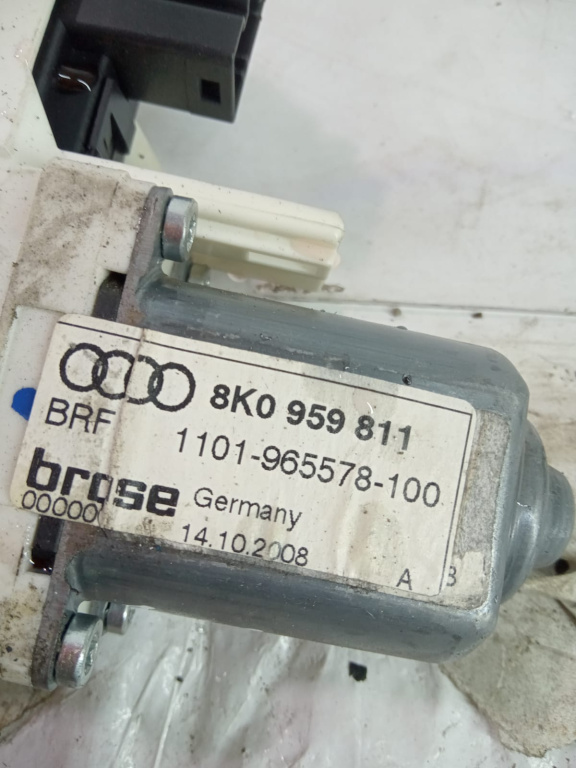 8K0 959 811
BRF
1101-965578-100
brose
Germany
00000
14.10.2008
A